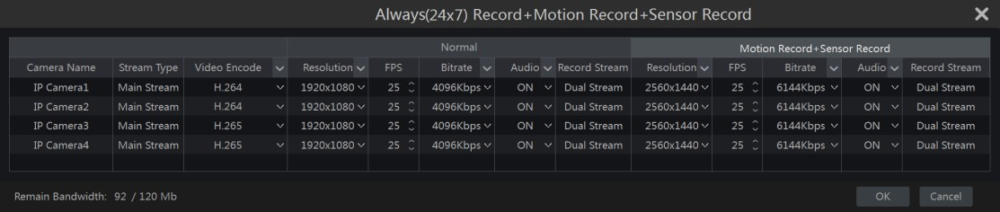 Always(24x7) Record+Motion Record+Sensor Record
Normal Motion Record+Sensor Record
Camera Name Stream Type Video Encode Resolution FPS Bitrate Audio Record Stream Resolution FPS Bitrate Audio Record Stream
IP Camera1 Main Stream H.264 1920x1080 25 4096Kbps ON Dual Stream 2560x1440 25 6144Kbps ON Dual Stream
IP Camera2 Main Stream H.264 1920x1080 25 4096Kbps ON Dual Stream 2560x1440 25 6144Kbps ON Dual Stream
IP Camera3 Main Stream H.265 1920x1080 25 4096Kbps ON Dual Stream 2560x1440 25 6144Kbps ON Dual Stream
IP Camera4 Main Stream H.265 1920x1080 25 4096Kbps ON Dual Stream 2560x1440 25 6144Kbps ON Dual Stream
Remain Bandwidth: 92 / 120 Mb OK Cancel